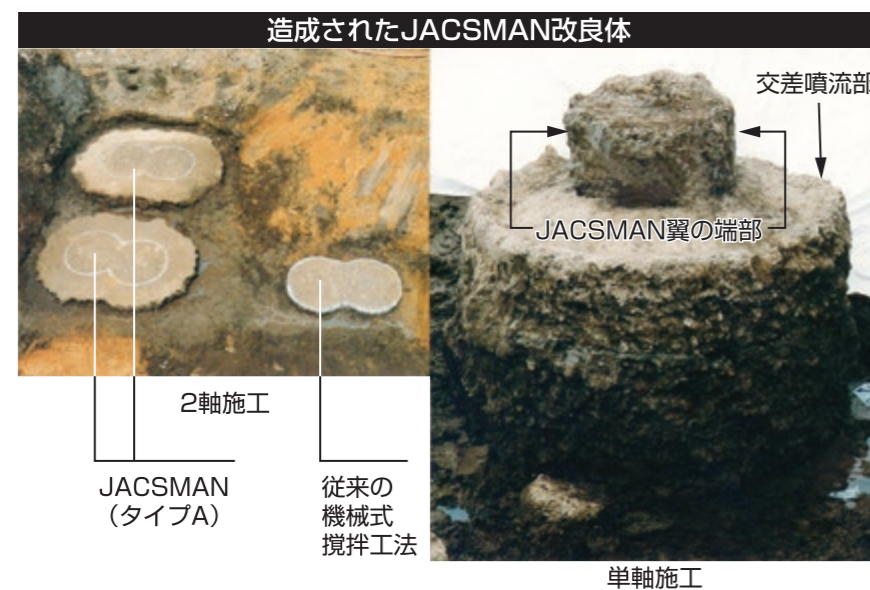 造成されたJACSMAN改良体
交差噴流部
JACSMAN翼の端部
2軸施工
JACSMAN
（タイプA）
従来の
機械式
撹拌工法
単軸施工